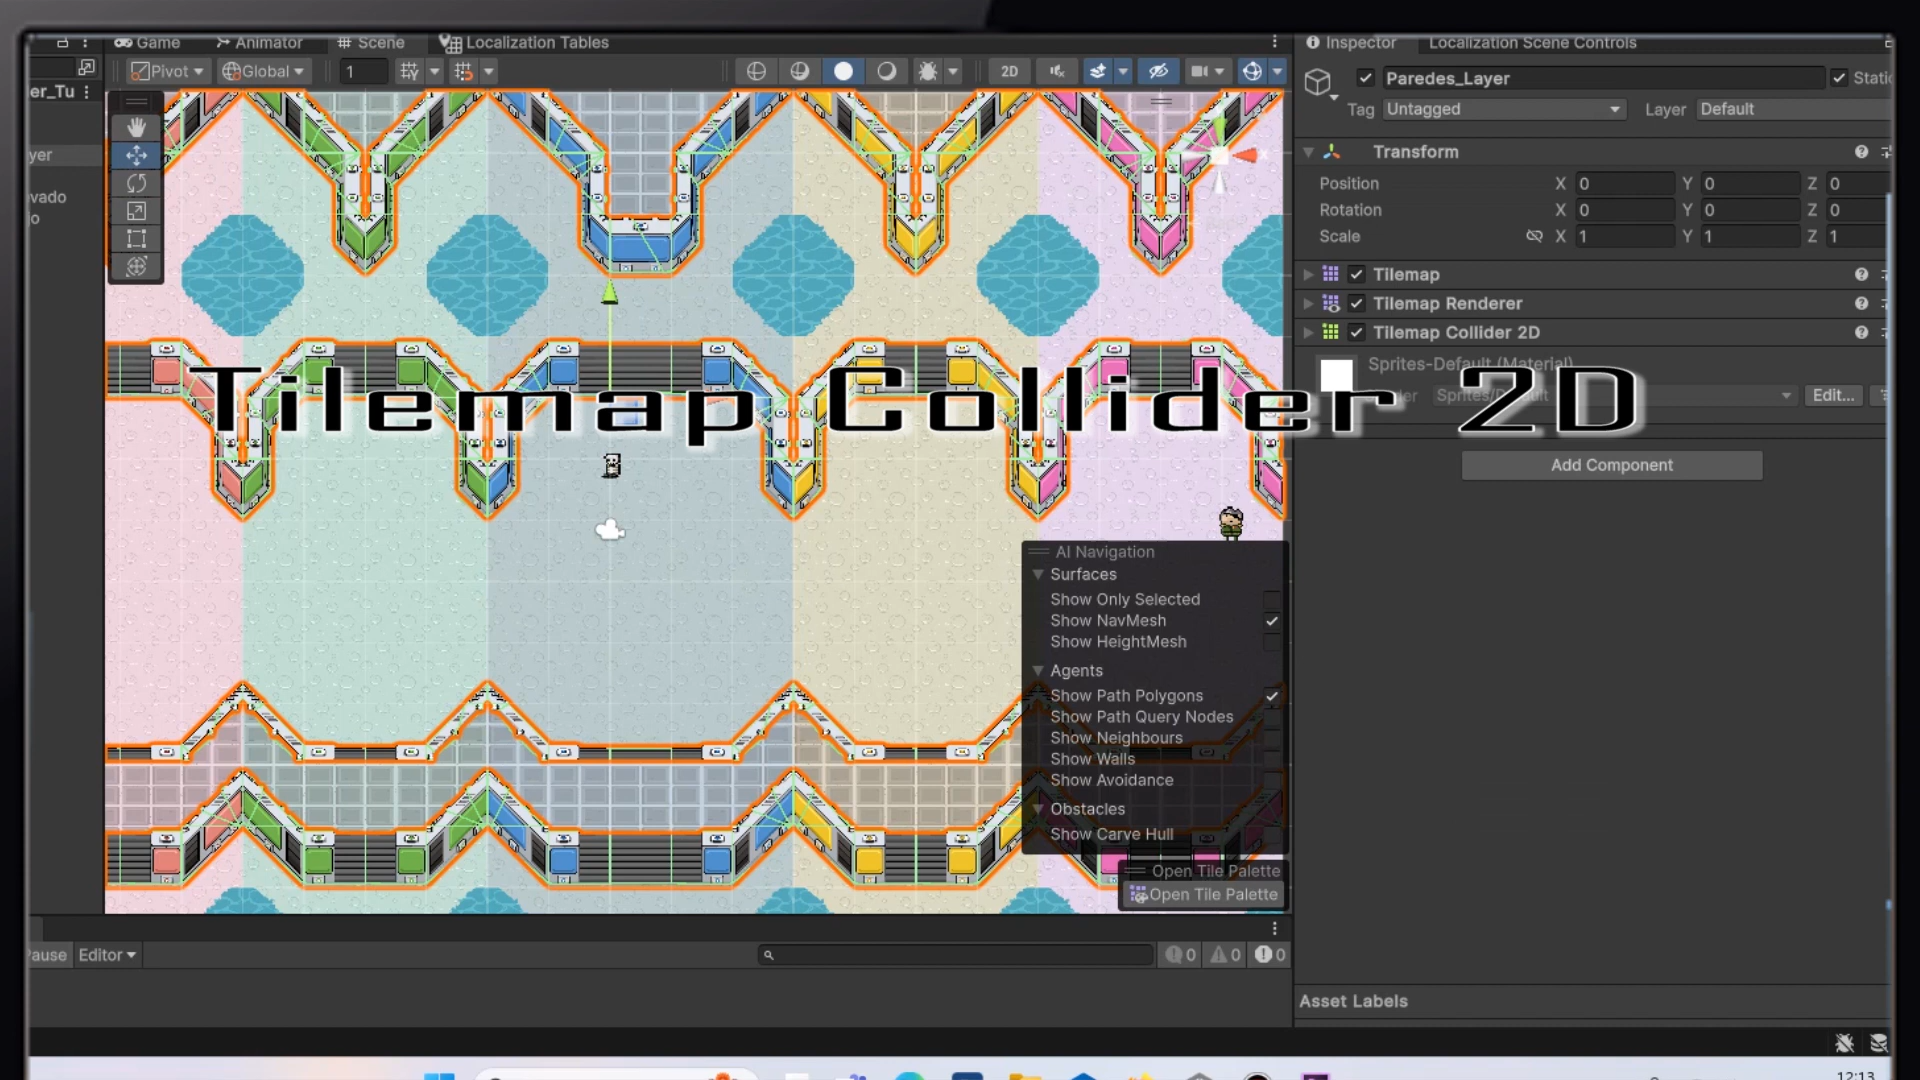 Game
Animator
Scene
Localization Tables
Inspector
Localization Scene Controls
Pivot
Global
1
2D
Paredes_Layer
Static
Tag
Untagged
Layer
Default
er_Tu
yer
vado
o
Transform
Position X 0 Y 0 Z 0
Rotation X 0 Y 0 Z 0
Scale X 1 Y 1 Z 1
Tilemap
Tilemap Renderer
Tilemap Collider 2D
Sprites-Default (Material)
Edit...
Tilemap Collider 2D
Add Component
AI Navigation
Surfaces
Show Only Selected
Show NavMesh
Show HeightMesh
Agents
Show Path Polygons
Show Path Query Nodes
Show Neighbours
Show Walls
Show Avoidance
Obstacles
Show Carve Hull
Open Tile Palette
Open Tile Palette
Pause
Editor
0
0
0
Asset Labels
12:13